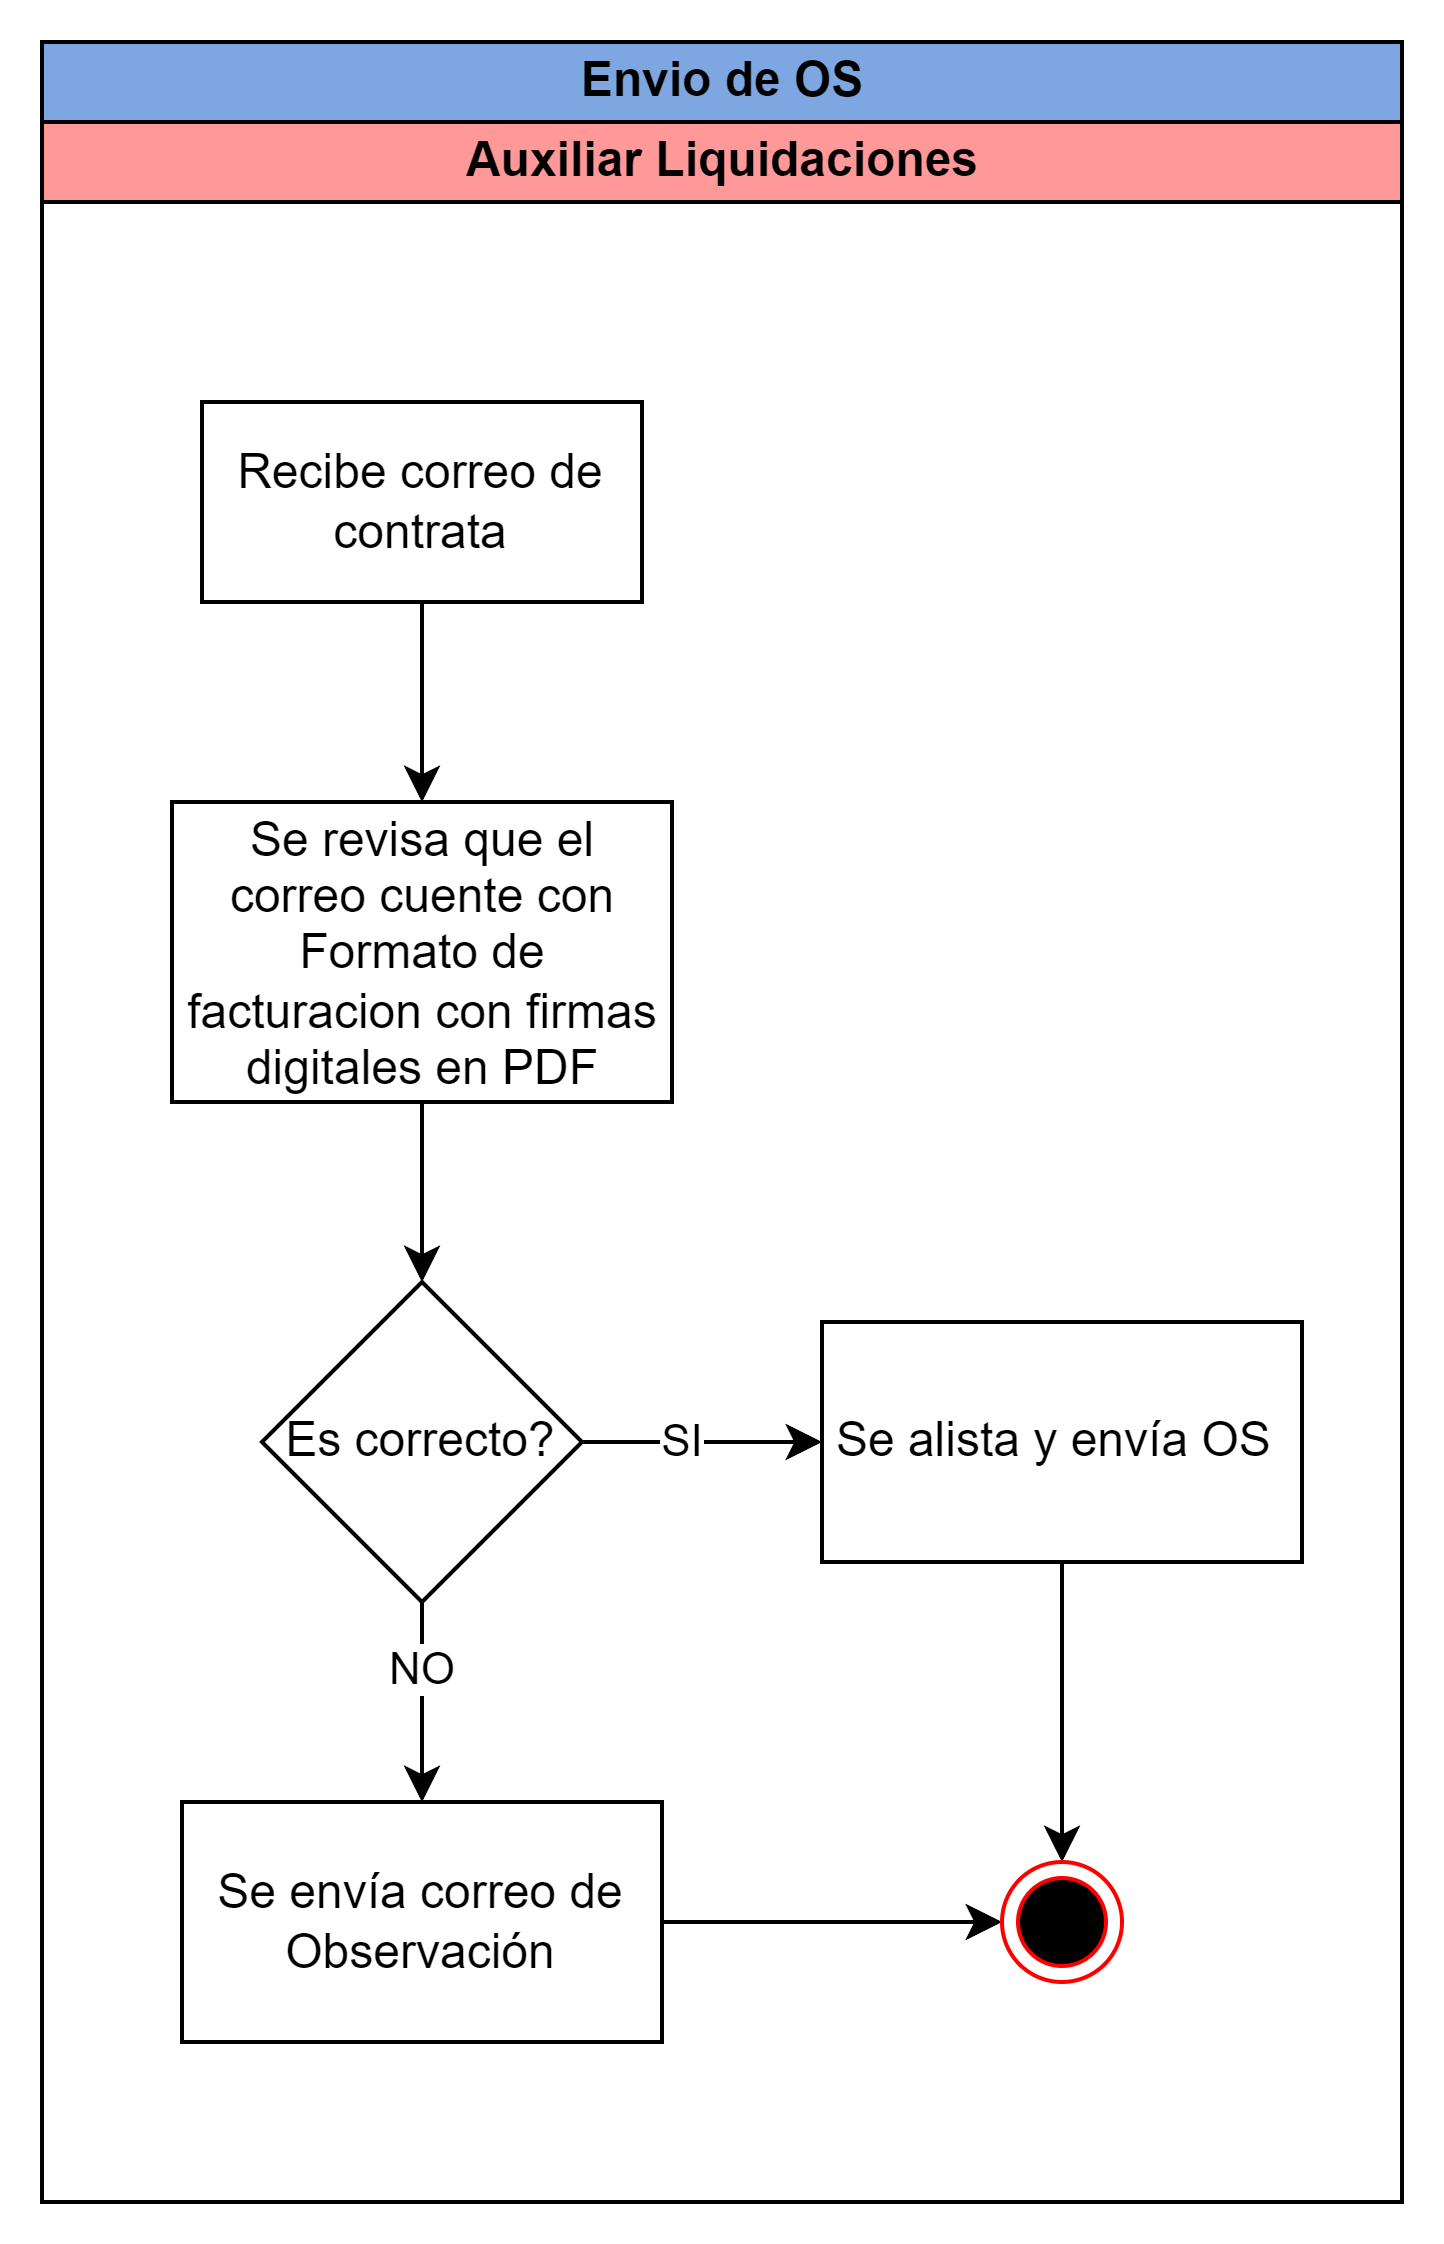 Envio de OS
Auxiliar Liquidaciones
Recibe correo de
contrata
Se revisa que el
correo cuente con
Formato de
facturacion con firmas
digitales en PDF
Es correcto?
SI
Se alista y envía OS
NO
Se envía correo de
Observación